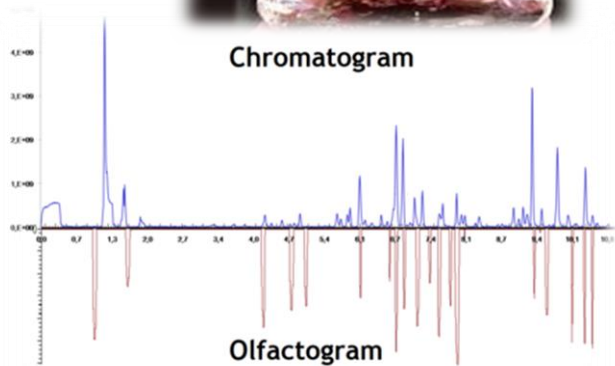 Chromatogram
4,E+09
3,E+09
2,E+09
1,E+09
0,E+00
0,0 0,7 1,3 2,0 2,7 3,4 4,0 4,7 5,4 6,1 6,7 7,4 8,1 8,7 9,4 10,1
Olfactogram